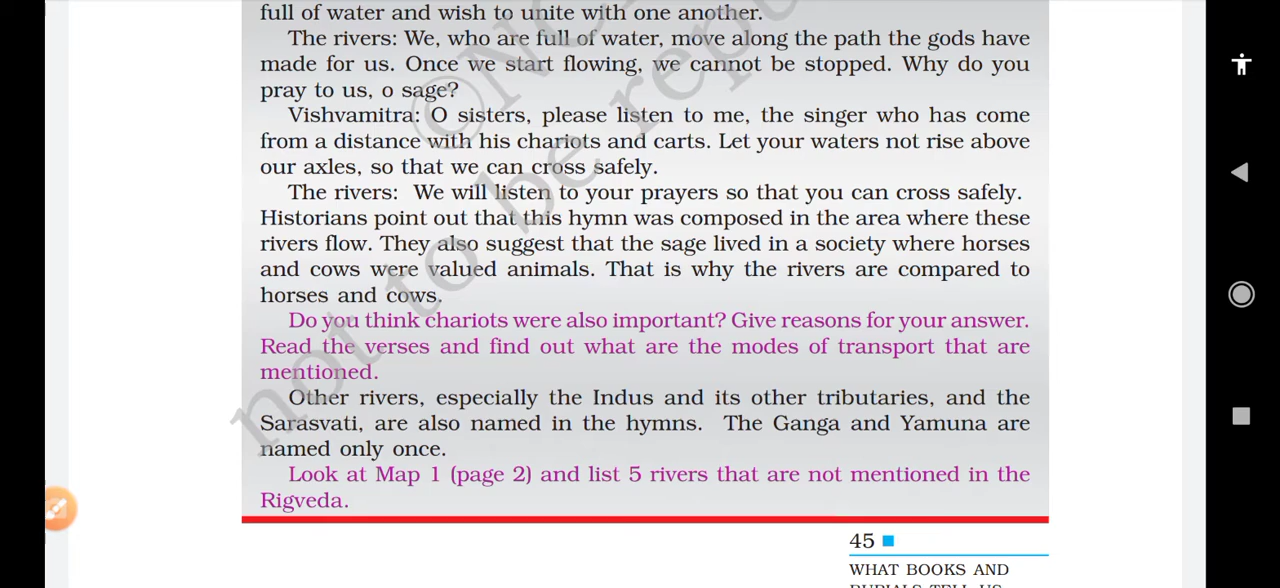 full of water and wish to unite with one another.
The rivers: We, who are full of water, move along the path the gods have
made for us. Once we start flowing, we cannot be stopped. Why do you
pray to us, o sage?
Vishvamitra: O sisters, please listen to me, the singer who has come
from a distance with his chariots and carts. Let your waters not rise above
our axles, so that we can cross safely.
The rivers: We will listen to your prayers so that you can cross safely.
Historians point out that this hymn was composed in the area where these
rivers flow. They also suggest that the sage lived in a society where horses
and cows were valued animals. That is why the rivers are compared to
horses and cows.
Do you think chariots were also important? Give reasons for your answer.
Read the verses and find out what are the modes of transport that are
mentioned.
Other rivers, especially the Indus and its other tributaries, and the
Sarasvati, are also named in the hymns. The Ganga and Yamuna are
named only once.
Look at Map 1 (page 2) and list 5 rivers that are not mentioned in the
Rigveda.
45
WHAT BOOKS AND
BURIALS TELL US
not to be repu
©NC